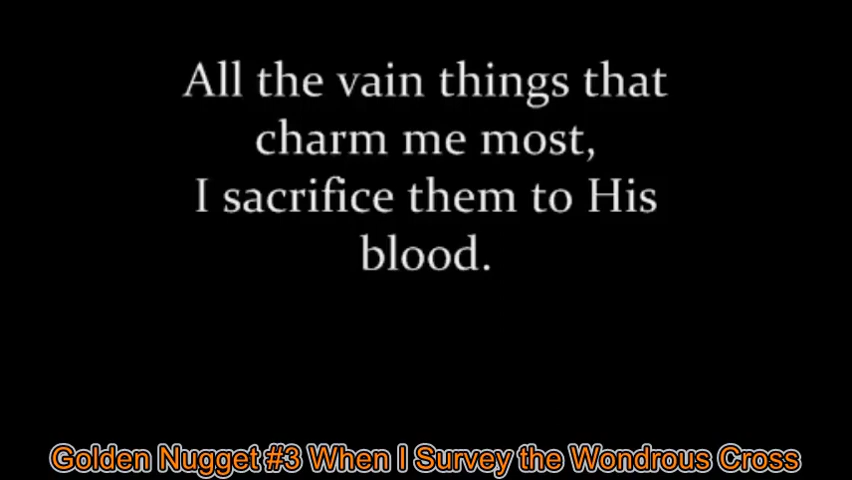 All the vain things that
charm me most,
I sacrifice them to His
blood.
Golden Nugget #3 When I Survey the Wondrous Cross